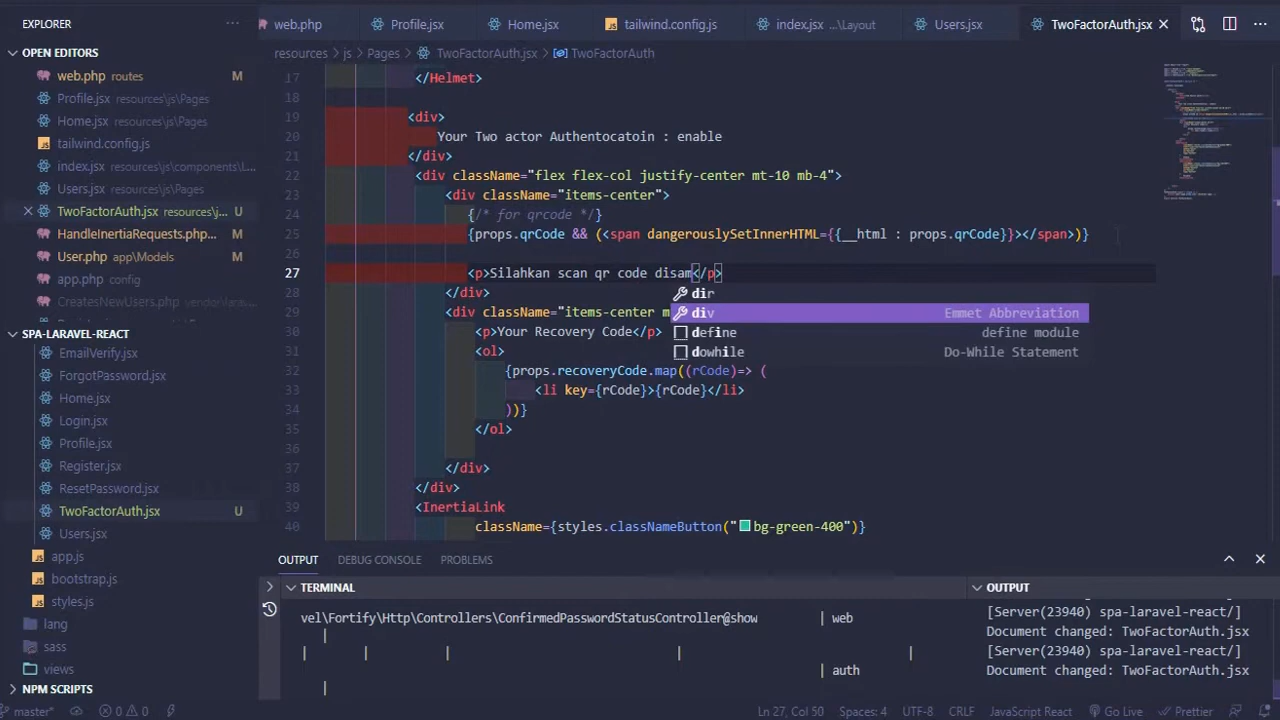 EXPLORER
web.php
Profile.jsx
Home.jsx
tailwind.config.js
index.jsx ...\Layout
Users.jsx
TwoFactorAuth.jsx
OPEN EDITORS
web.php routes M
Profile.jsx resources\js\Pages
Home.jsx resources\js\Pages
tailwind.config.js
index.jsx resources\js\components\l...
Users.jsx resources\js\Pages
TwoFactorAuth.jsx resources\j... U
HandleInertiaRequests.php... M
User.php app\Models M
app.php config
CreatesNewUsers.php vendor\lara...
SPA-LARAVEL-REACT
EmailVerify.jsx
ForgotPassword.jsx
Home.jsx
Login.jsx
Profile.jsx
Register.jsx
ResetPassword.jsx
TwoFactorAuth.jsx U
Users.jsx
app.js
bootstrap.js
styles.js
lang
sass
views
NPM SCRIPTS
resources > js > Pages > TwoFactorAuth.jsx > TwoFactorAuth
17 </Helmet>
18
19 <div>
20 Your Two actor Authentocatoin : enable
21 </div>
22 <div className="flex flex-col justify-center mt-10 mb-4">
23 <div className="items-center">
24 {/* for qrcode */}
25 {props.qrCode && (<span dangerouslySetInnerHTML={{__html : props.qrCode}}></span>)}
27 <p>Silahkan scan qr code disam</p>
28 </div>
29 <div className="items-center m
30 <p>Your Recovery Code</p>
31 <ol>
32 {props.recoveryCode.map((rCode)=> (
33 <li key={rCode}>{rCode}</li>
34 ))}
35 </ol>
36
37 </div>
38 </div>
39 <InertiaLink
40 className={styles.classNameButton("bg-green-400")}
dir
div Emmet Abbreviation
define define module
dowhile Do-While Statement
OUTPUT
DEBUG CONSOLE
PROBLEMS
TERMINAL
vel\Fortify\Http\Controllers\ConfirmedPasswordStatusController@show | web
|
| | | | |
| auth
|
OUTPUT
[Server(23940) spa-laravel-react/]
Document changed: TwoFactorAuth.jsx
[Server(23940) spa-laravel-react/]
Document changed: TwoFactorAuth.jsx
master*
0 0
Ln 27, Col 50
Spaces: 4
UTF-8
CRLF
JavaScript React
Go Live
Prettier